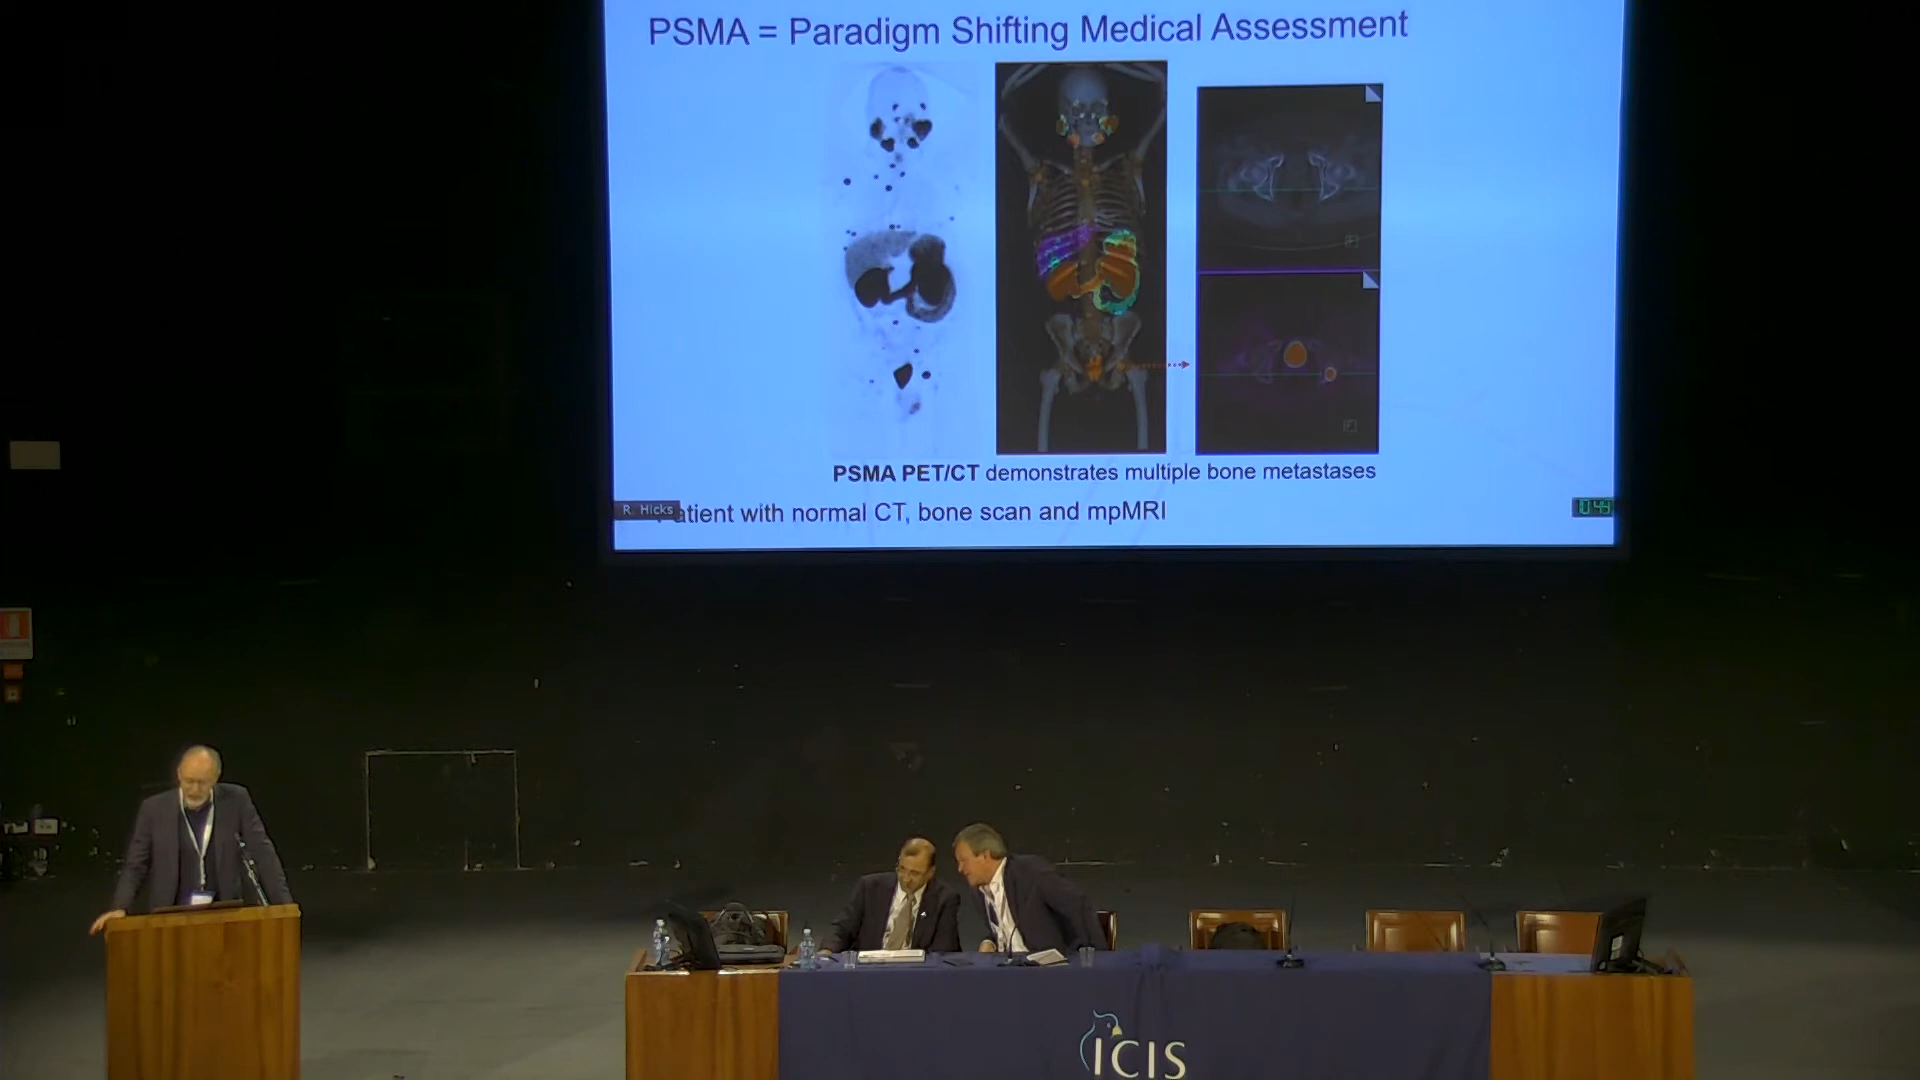 PSMA = Paradigm Shifting Medical Assessment
PSMA PET/CT demonstrates multiple bone metastases
R. Hicks
atient with normal CT, bone scan and mpMRI
ICIS